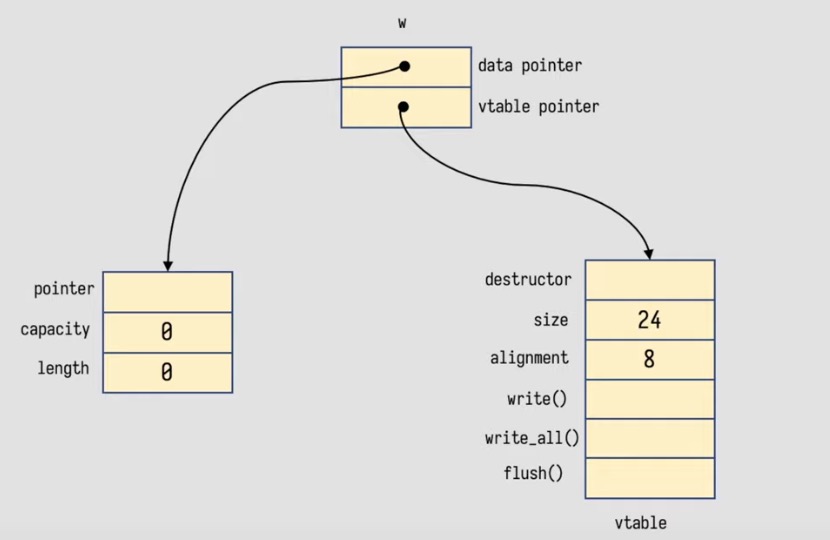 w
data pointer
vtable pointer
pointer
capacity 0
length 0
destructor
size 24
alignment 8
write()
write_all()
flush()
vtable